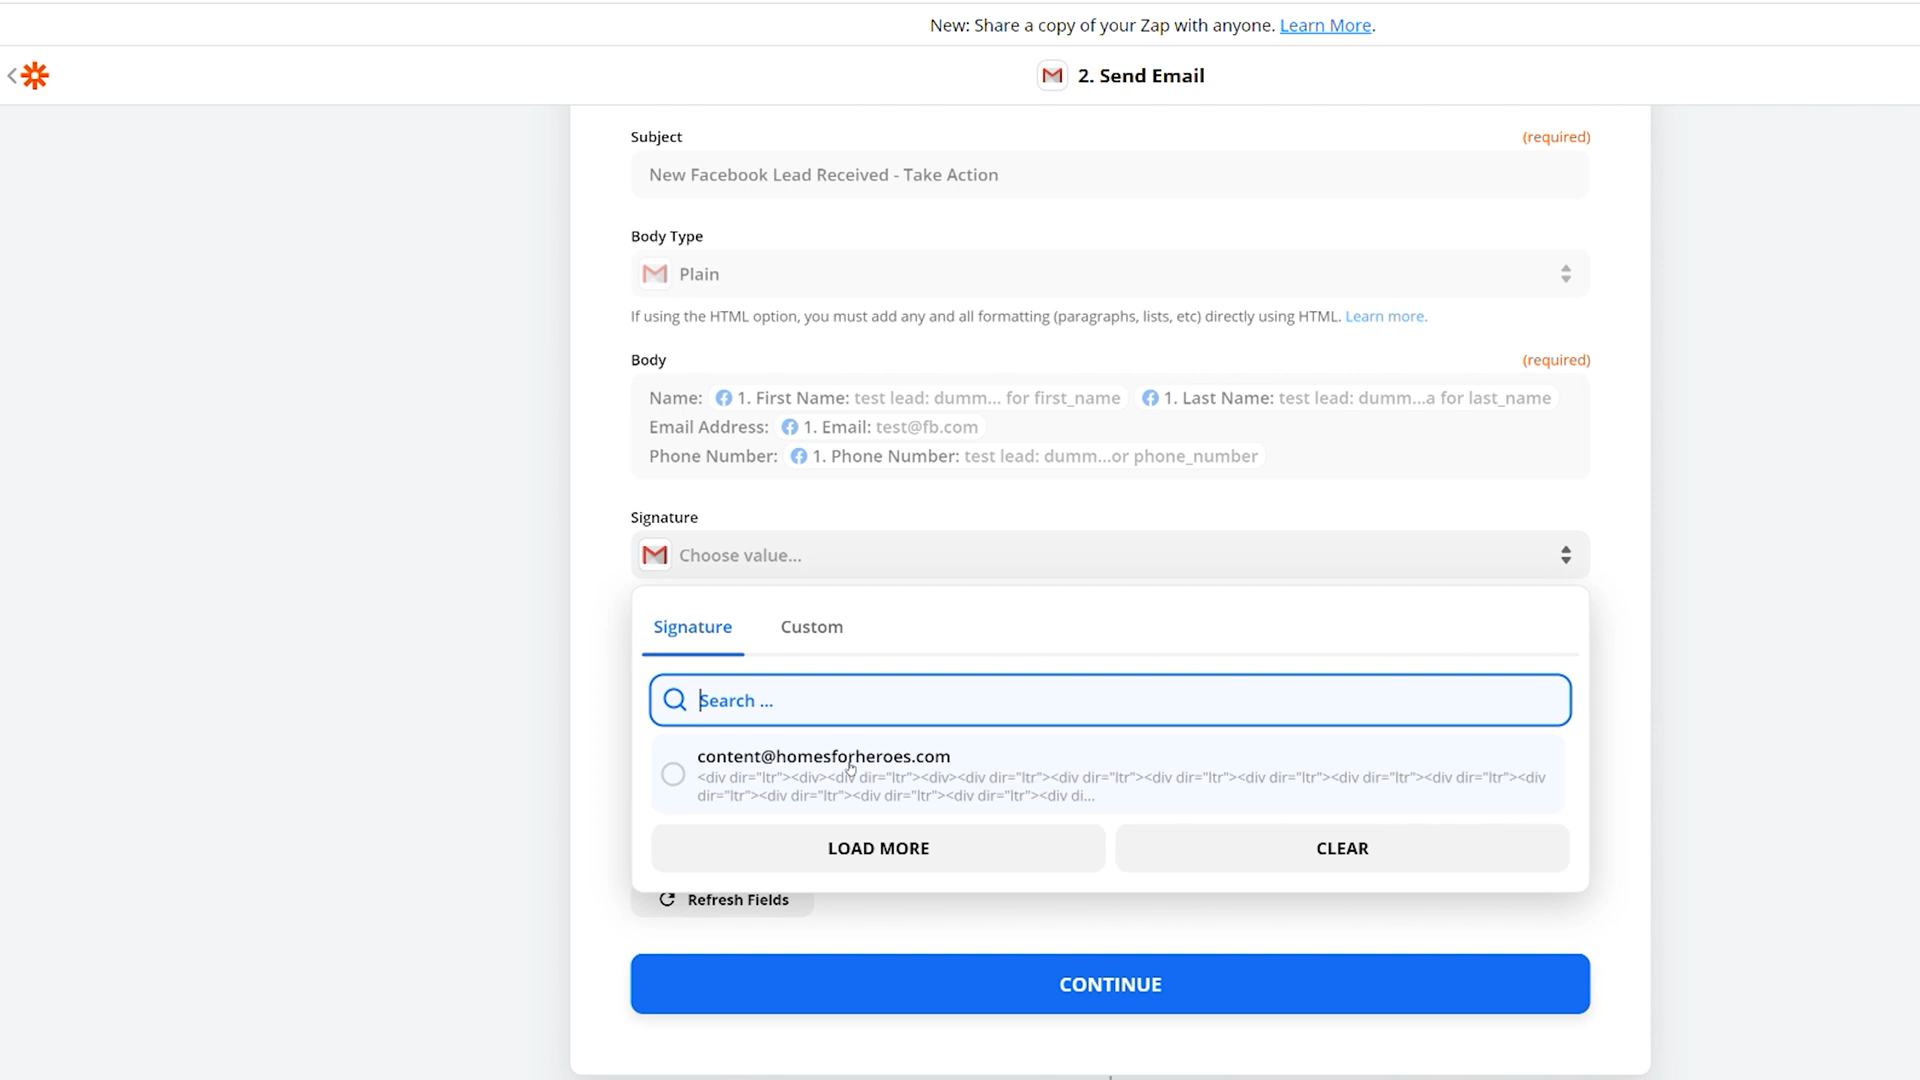 New: Share a copy of your Zap with anyone. Learn More.
2. Send Email
Subject (required)
New Facebook Lead Received - Take Action
Body Type
Plain
If using the HTML option, you must add any and all formatting (paragraphs, lists, etc) directly using HTML. Learn more.
Body (required)
Name: 1. First Name: test lead: dumm... for first_name 1. Last Name: test lead: dumm...a for last_name
Email Address: 1. Email: test@fb.com
Phone Number: 1. Phone Number: test lead: dumm...or phone_number
Signature
Choose value...
Signature Custom
Search ...
content@homesforheroes.com
<div dir="ltr"><div><div dir="ltr"><div><div dir="ltr"><div dir="ltr"><div dir="ltr"><div dir="ltr"><div dir="ltr"><div dir="ltr"><div
dir="ltr"><div dir="ltr"><div dir="ltr"><div dir="ltr"><div di...
LOAD MORE CLEAR
Refresh Fields
CONTINUE